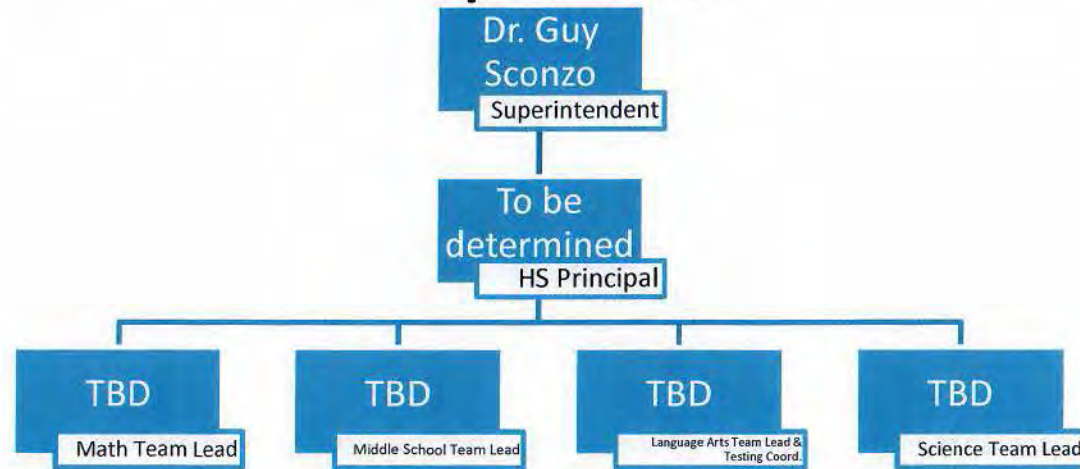 Dr. Guy
Sconzo
Superintendent
To be
determined
HS Principal
TBD
Math Team Lead
TBD
Middle School Team Lead
TBD
Language Arts Team Lead &
Testing Coord.
TBD
Science Team Lead